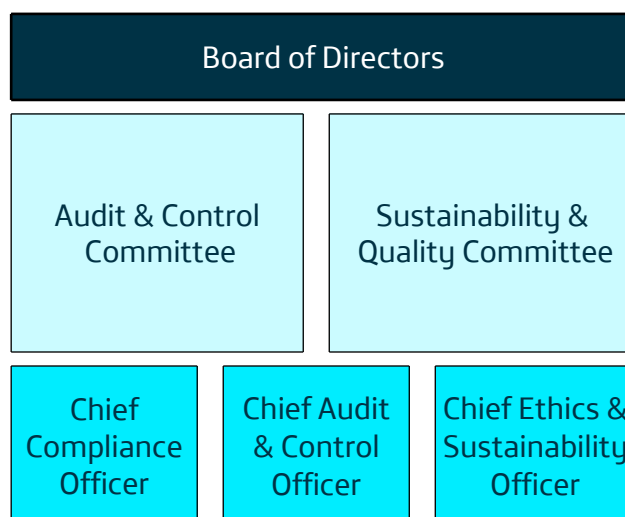 Board of Directors
Audit & Control
Committee
Sustainability &
Quality Committee
Chief
Compliance
Officer
Chief Audit
& Control
Officer
Chief Ethics &
Sustainability
Officer